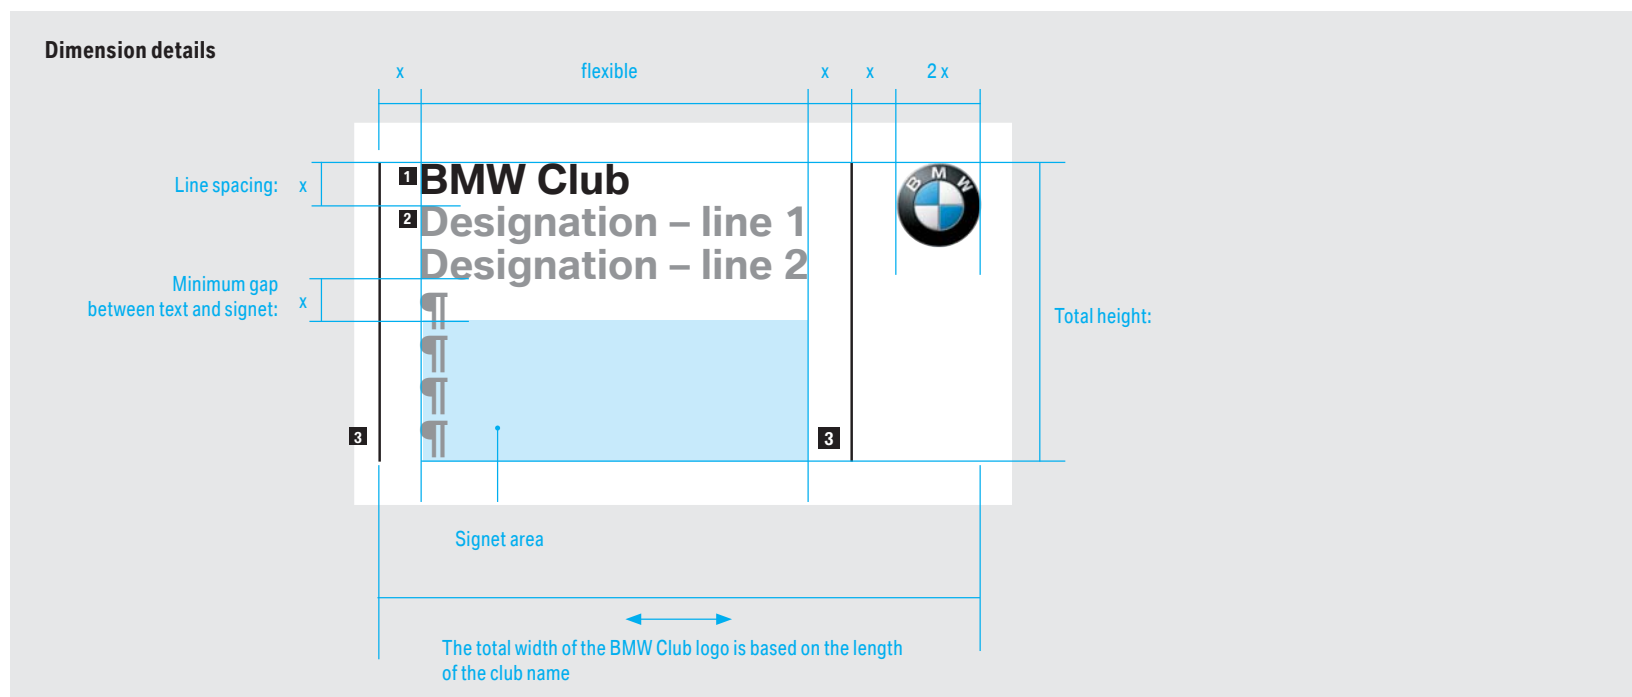 Dimension details
x flexible x x 2 x
Line spacing: x
1 BMW Club
BMW
2 Designation – line 1
Designation – line 2
Minimum gap
between text and signet: x
¶
¶
¶
¶
Total height:
3 3
Signet area
The total width of the BMW Club logo is based on the length
of the club name